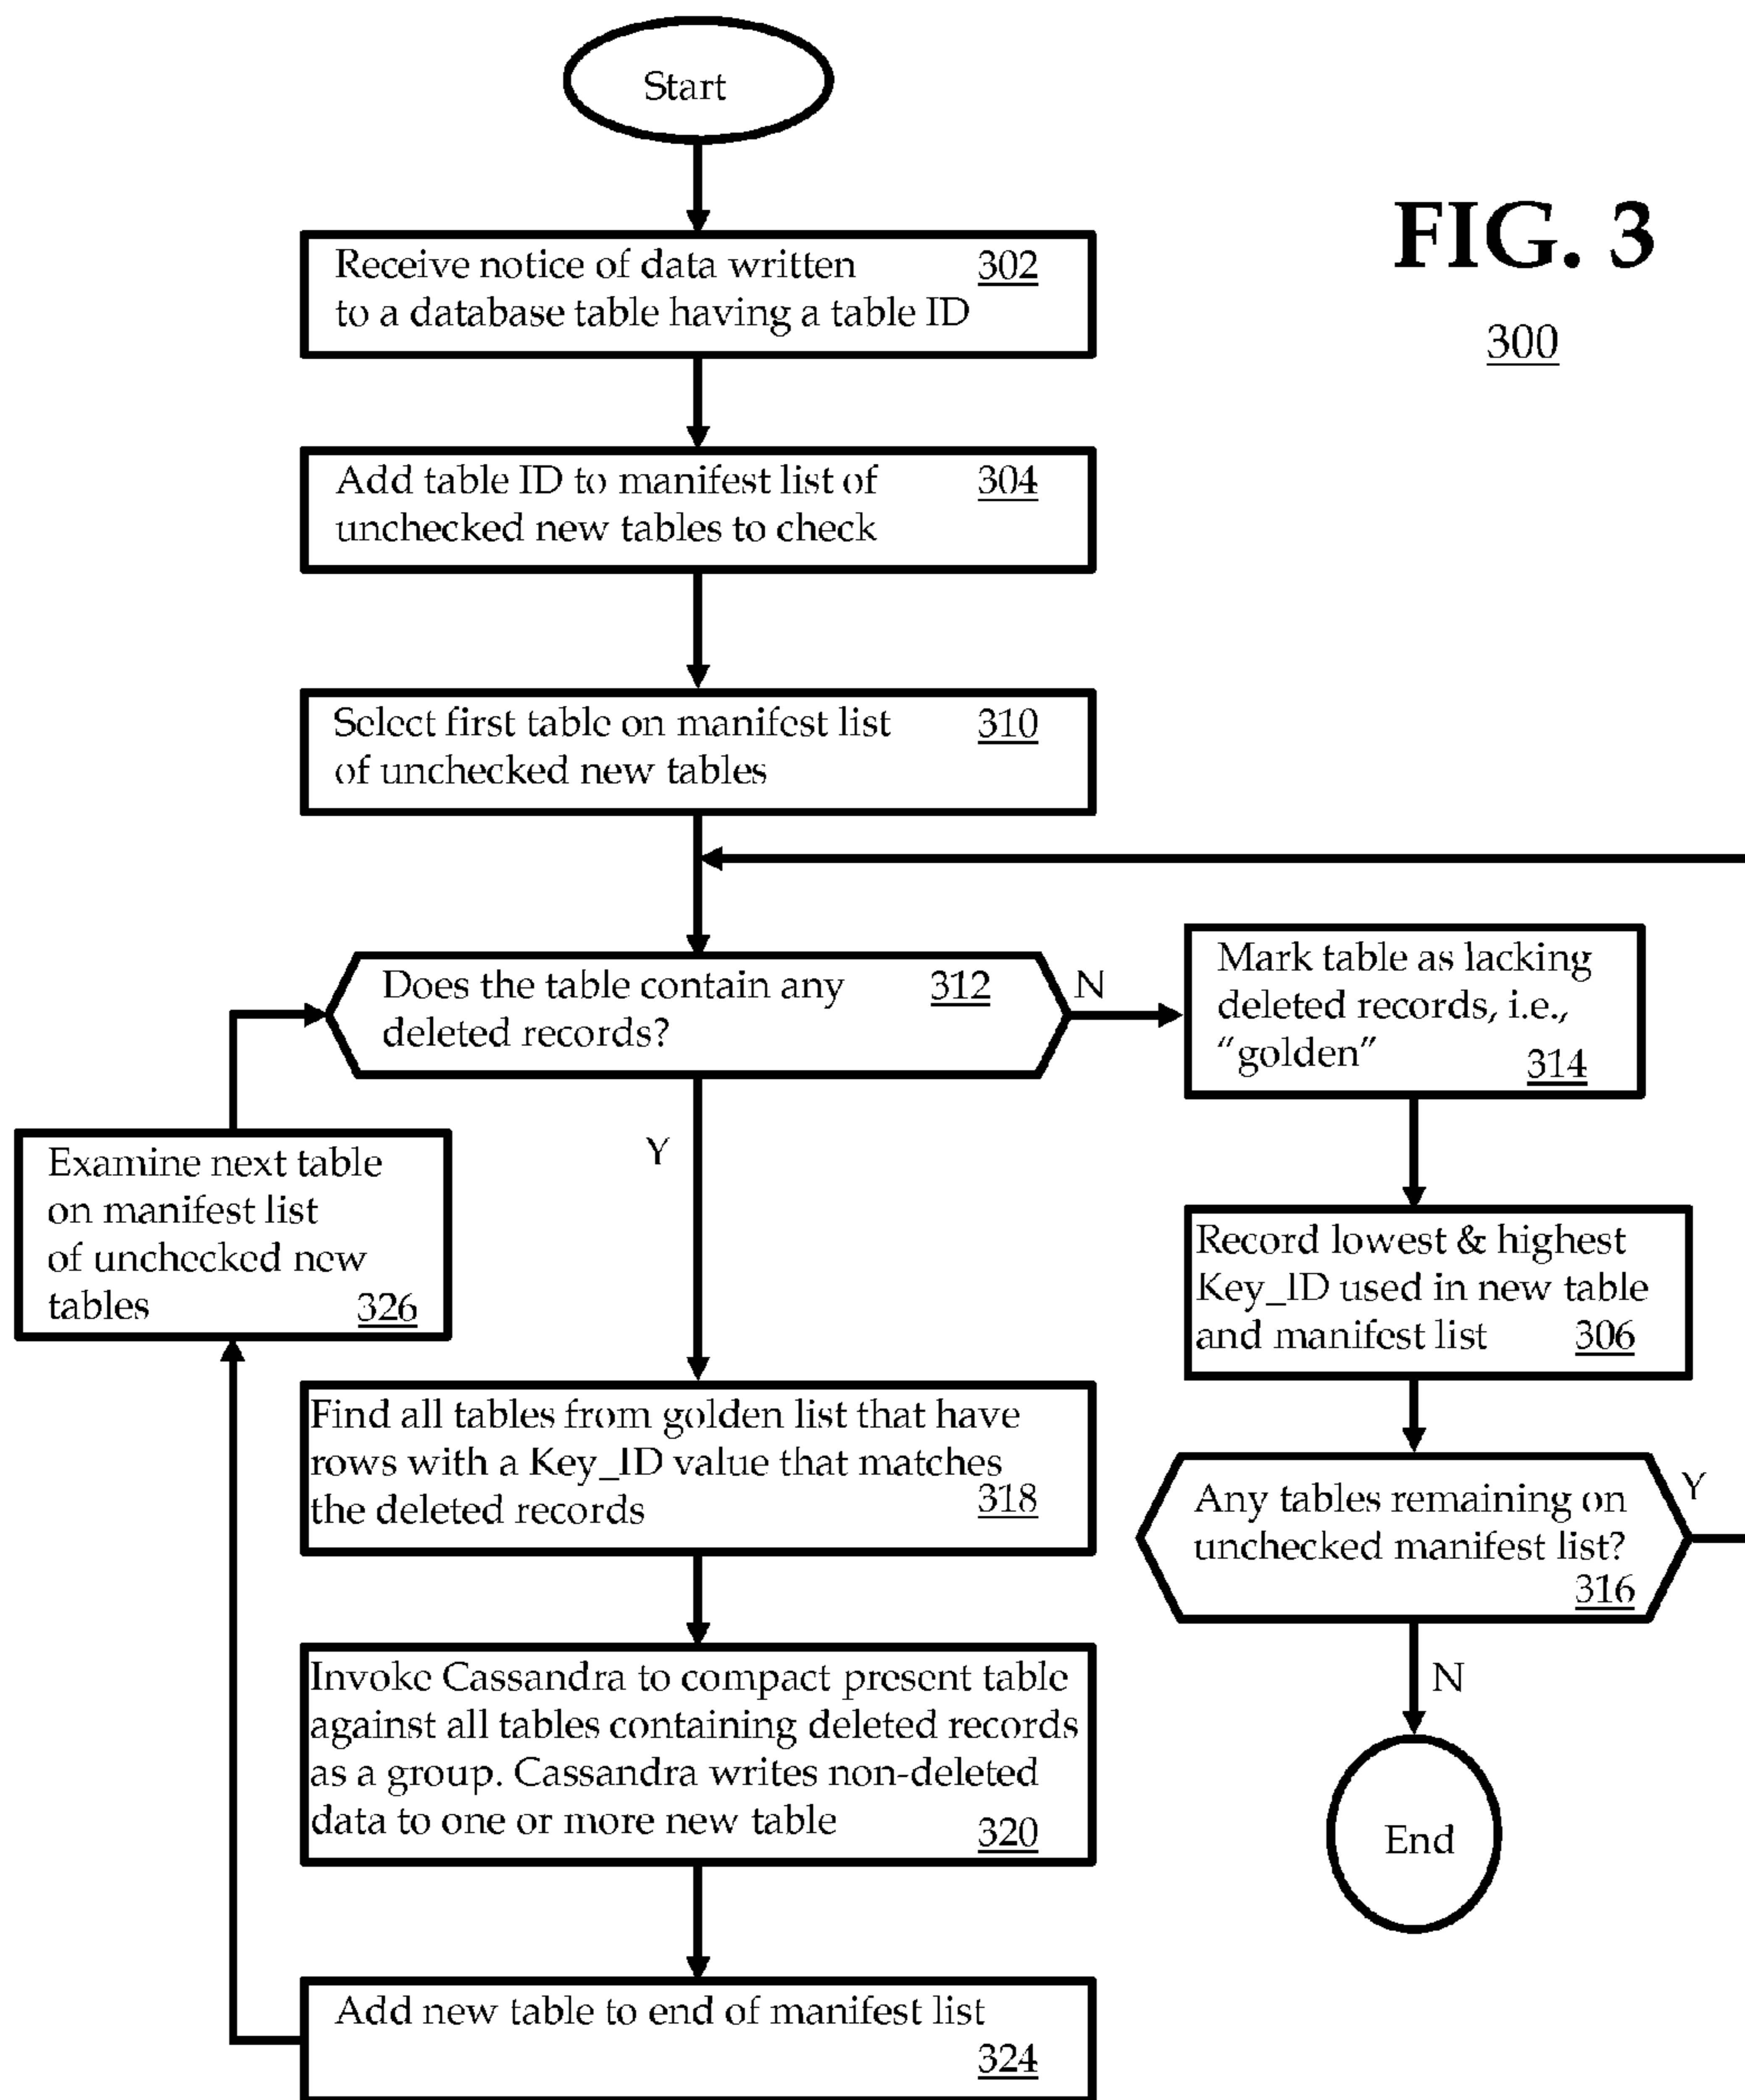 Start
FIG. 3
300
Receive notice of data written 302
to a database table having a table ID
Add table ID to manifest list of 304
unchecked new tables to check
Select first table on manifest list 310
of unchecked new tables
Does the table contain any 312
deleted records?
N
Y
Mark table as lacking
deleted records, i.e.,
"golden" 314
Examine next table
on manifest list
of unchecked new
tables 326
Record lowest & highest
Key_ID used in new table
and manifest list 306
Find all tables from golden list that have
rows with a Key_ID value that matches
the deleted records 318
Any tables remaining on
unchecked manifest list?
316
Y
N
Invoke Cassandra to compact present table
against all tables containing deleted records
as a group. Cassandra writes non-deleted
data to one or more new table 320
End
Add new table to end of manifest list
324